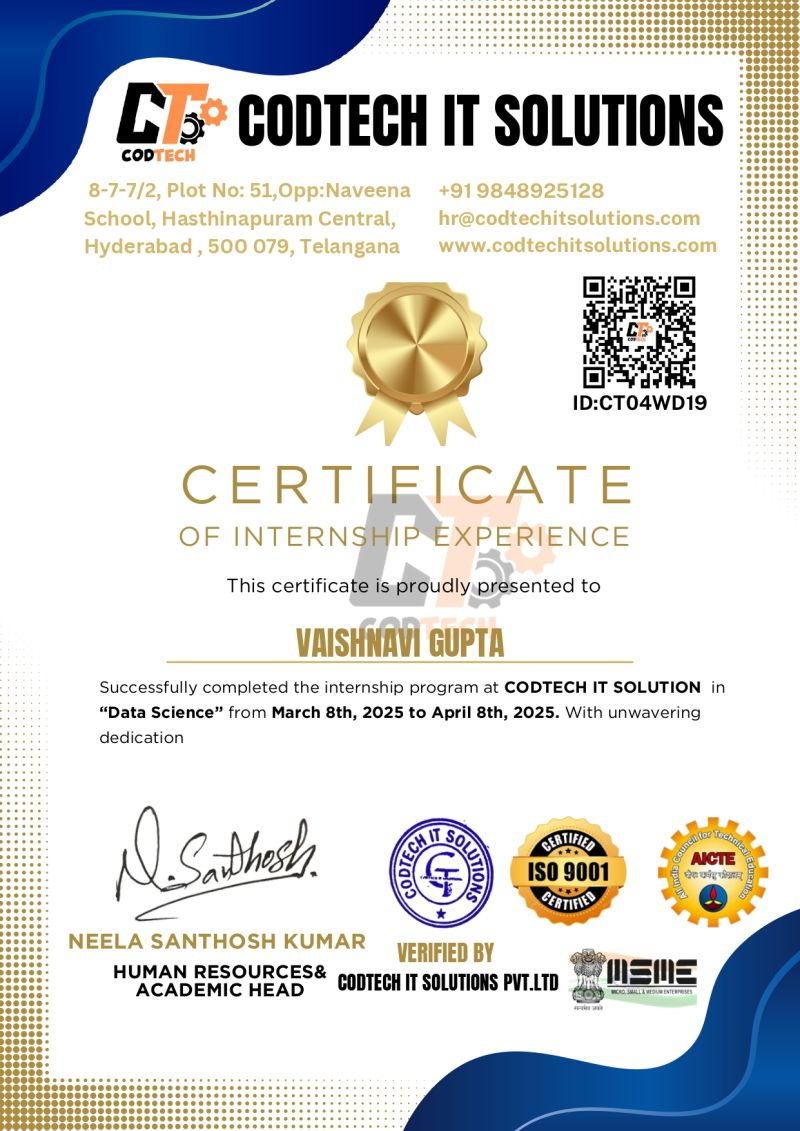 CT
CODTECH
CODTECH IT SOLUTIONS
8-7-7/2, Plot No: 51,Opp:Naveena
School, Hasthinapuram Central,
Hyderabad , 500 079, Telangana
+91 9848925128
hr@codtechitsolutions.com
www.codtechitsolutions.com
ID:CT04WD19
CERTIFICATE
OF INTERNSHIP EXPERIENCE
This certificate is proudly presented to
CT
CODTECH
VAISHNAVI GUPTA
Successfully completed the internship program at CODTECH IT SOLUTION in
“Data Science” from March 8th, 2025 to April 8th, 2025. With unwavering
dedication
N. Santhosh.
NEELA SANTHOSH KUMAR
HUMAN RESOURCES&
ACADEMIC HEAD
CODTECH IT SOLUTIONS
VERIFIED BY
CODTECH IT SOLUTIONS PVT.LTD
CERTIFIED
ISO 9001
CERTIFIED
All India Council for Technical Education
AICTE
सत्यमेव जयते
MSME
MICRO, SMALL & MEDIUM ENTERPRISES